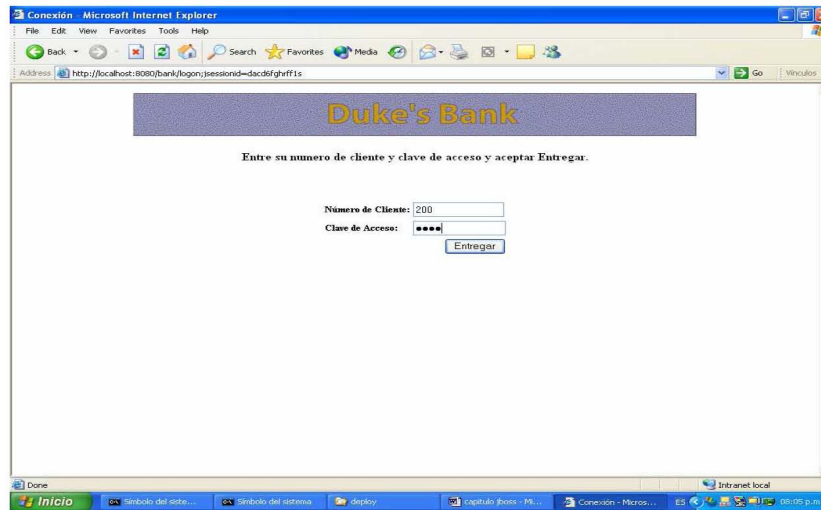 Conexión - Microsoft Internet Explorer
File Edit View Favorites Tools Help
Back Search Favorites Media
Address http://localhost:8080/bank/logon;jsessionid=dacd6fghrff1s Go Vínculos
Duke's Bank
Entre su numero de cliente y clave de acceso y aceptar Entregar.
Número de Cliente: 200
Clave de Acceso: ••••
Entregar
Done Intranet local
Inicio Símbolo del siste... Símbolo del sistema deploy capitulo jboss - Mi... Conexión - Micros... ES 08:05 p.m.